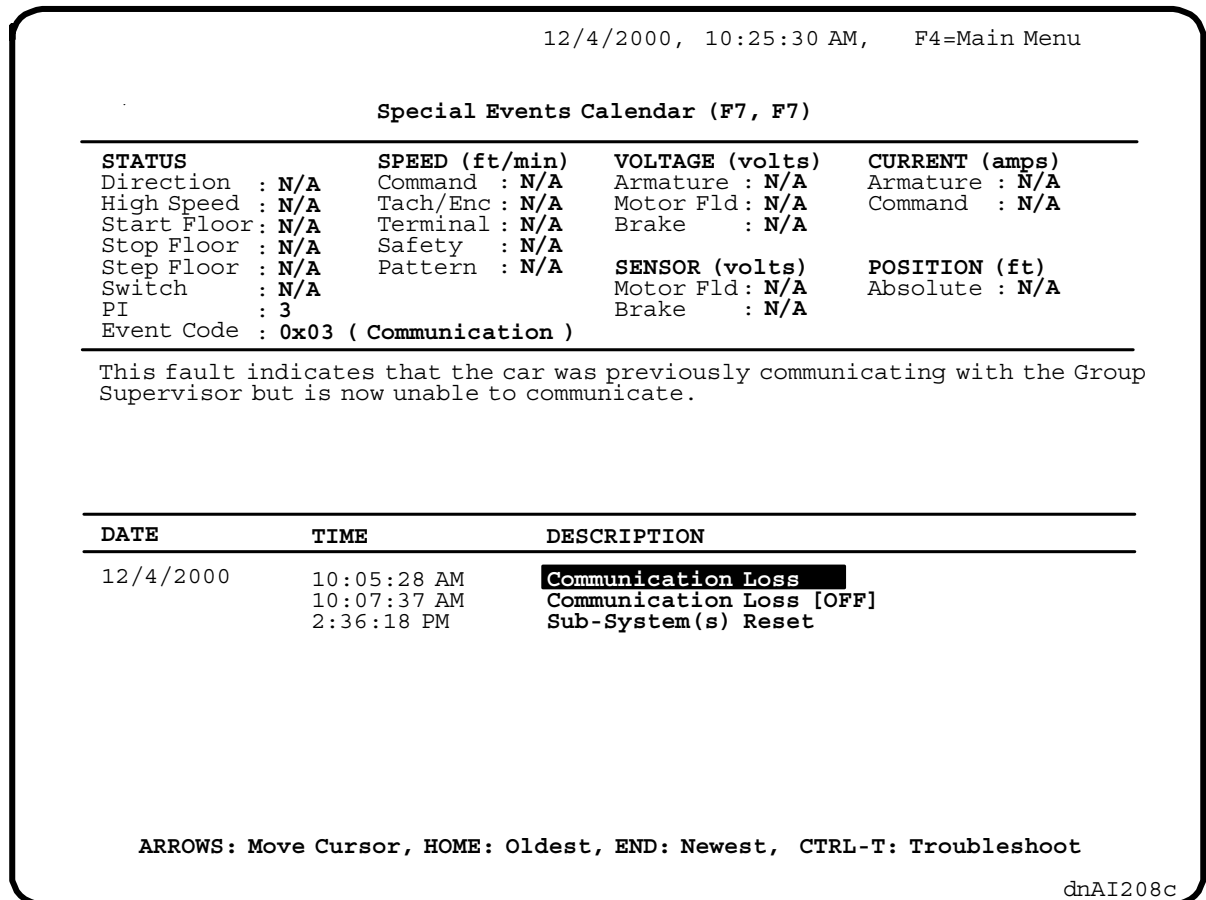 12/4/2000, 10:25:30 AM, F4=Main Menu
Special Events Calendar (F7, F7)
STATUS SPEED (ft/min) VOLTAGE (volts) CURRENT (amps)
Direction : N/A Command : N/A Armature : N/A Armature : N/A
High Speed : N/A Tach/Enc : N/A Motor Fld: N/A Command : N/A
Start Floor: N/A Terminal : N/A Brake : N/A
Stop Floor : N/A Safety : N/A
Step Floor : N/A Pattern : N/A SENSOR (volts) POSITION (ft)
Switch : N/A Motor Fld: N/A Absolute : N/A
PI : 3 Brake : N/A
Event Code : 0x03 ( Communication )
This fault indicates that the car was previously communicating with the Group
Supervisor but is now unable to communicate.
DATE TIME DESCRIPTION
12/4/2000 10:05:28 AM Communication Loss
10:07:37 AM Communication Loss [OFF]
2:36:18 PM Sub-System(s) Reset
ARROWS: Move Cursor, HOME: Oldest, END: Newest, CTRL-T: Troubleshoot
dnAI208c